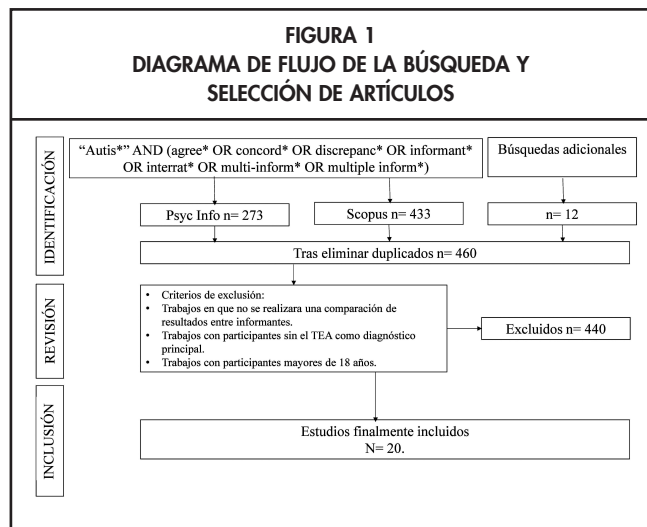 FIGURA 1
DIAGRAMA DE FLUJO DE LA BÚSQUEDA Y
SELECCIÓN DE ARTÍCULOS
IDENTIFICACIÓN
“Autis*” AND (agree* OR concord* OR discrepanc* OR informant*
OR interrat* OR multi-inform* OR multiple inform*)
Búsquedas adicionales
Psyc Info n= 273
Scopus n= 433
n= 12
Tras eliminar duplicados n= 460
REVISIÓN
• Criterios de exclusión:
• Trabajos en que no se realizara una comparación de
resultados entre informantes.
• Trabajos con participantes sin el TEA como diagnóstico
principal.
• Trabajos con participantes mayores de 18 años.
Excluidos n= 440
INCLUSIÓN
Estudios finalmente incluidos
N= 20.